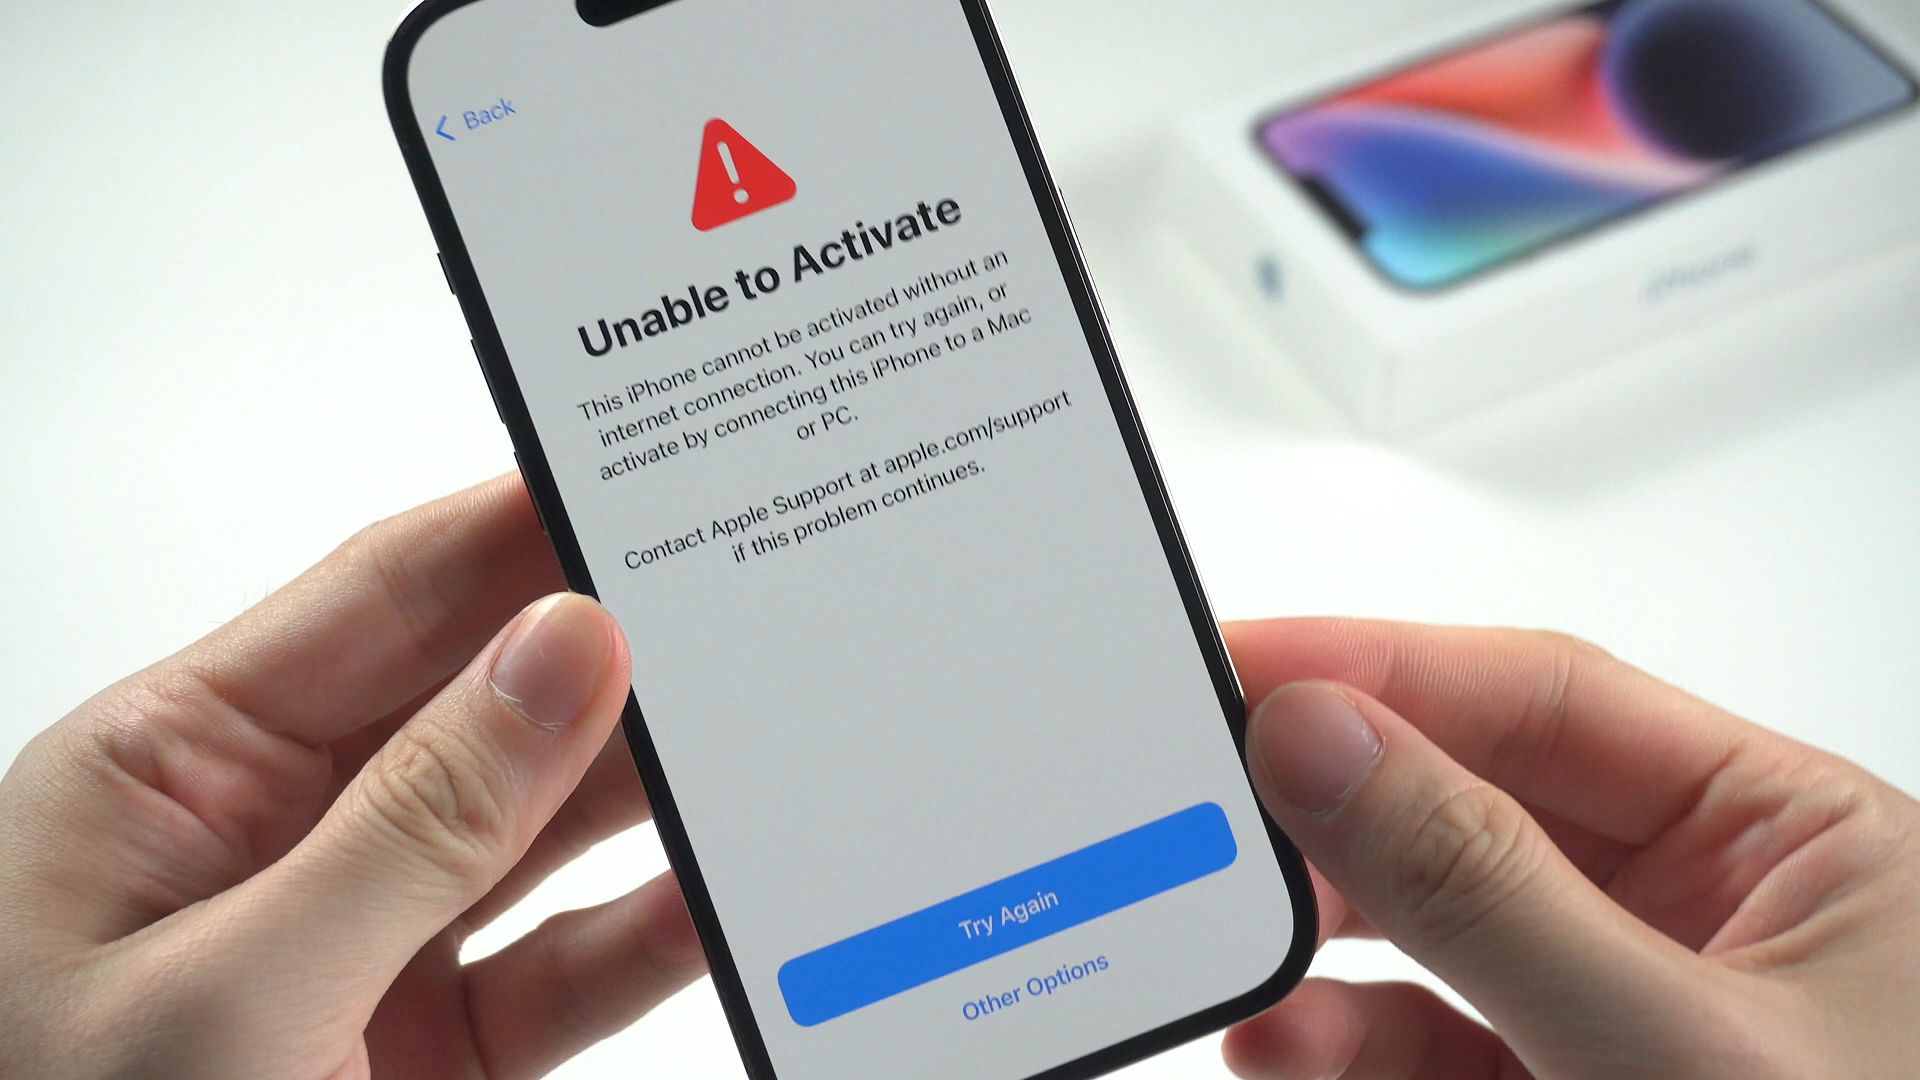 Back
Unable to Activate
This iPhone cannot be activated without an
internet connection. You can try again, or
activate by connecting this iPhone to a Mac
or PC.
Contact Apple Support at apple.com/support
if this problem continues.
Try Again
Other Options
iPhone